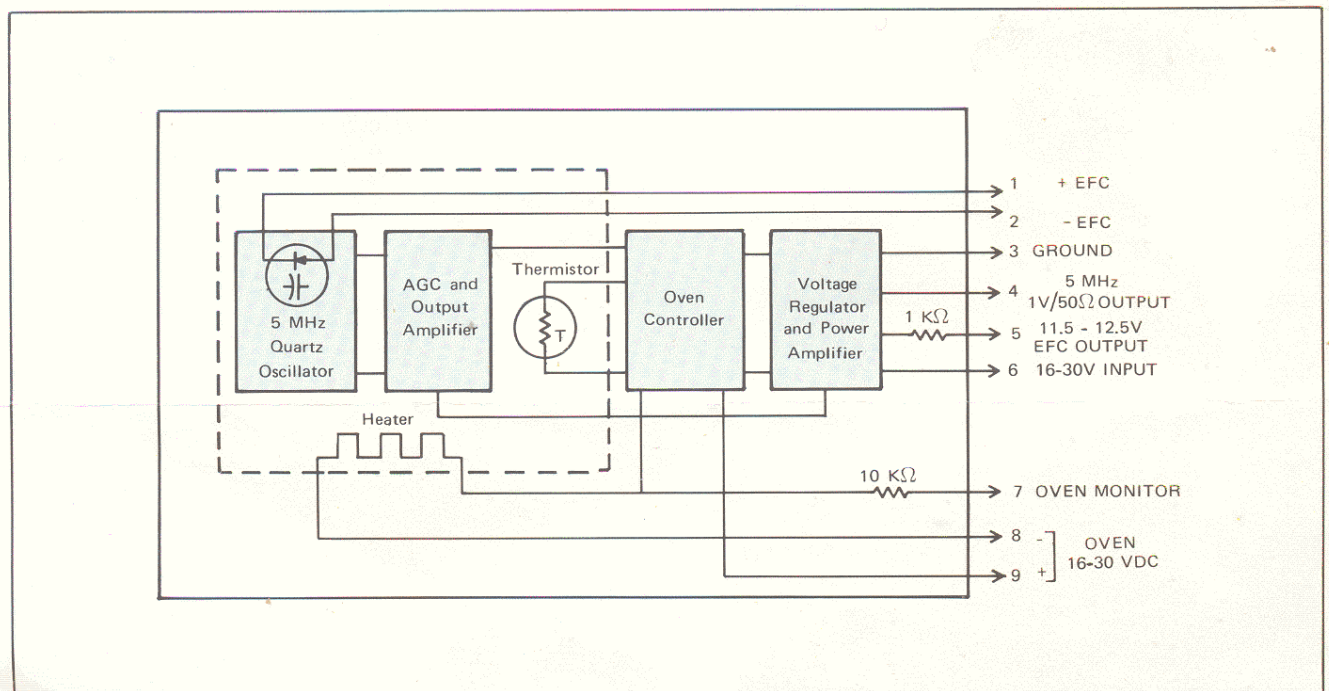 5 MHz
Quartz
Oscillator
AGC and
Output
Amplifier
Thermistor
T
Oven
Controller
Voltage
Regulator
and Power
Amplifier
Heater
1 KΩ
10 KΩ
1 + EFC
2 - EFC
3 GROUND
4 5 MHz
1V/50Ω OUTPUT
5 11.5 - 12.5V
EFC OUTPUT
6 16-30V INPUT
7 OVEN MONITOR
8 -
9 +
OVEN
16-30 VDC